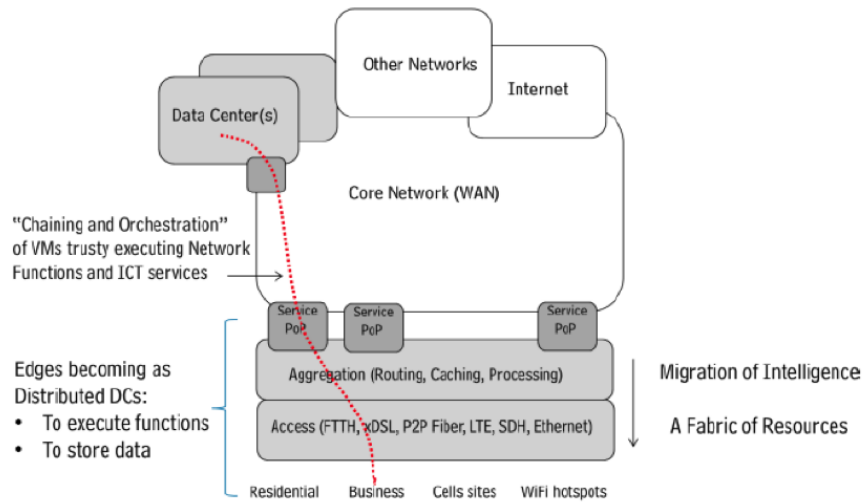 Other Networks
Internet
Data Center(s)
Core Network (WAN)
"Chaining and Orchestration"
of VMs trusty executing Network
Functions and ICT services
Service
PoP
Service
PoP
Service
PoP
Edges becoming as
Distributed DCs:
• To execute functions
• To store data
Aggregation (Routing, Caching, Processing)
Access (FTTH, xDSL, P2P Fiber, LTE, SDH, Ethernet)
Migration of Intelligence
A Fabric of Resources
Residential Business Cells sites WiFi hotspots